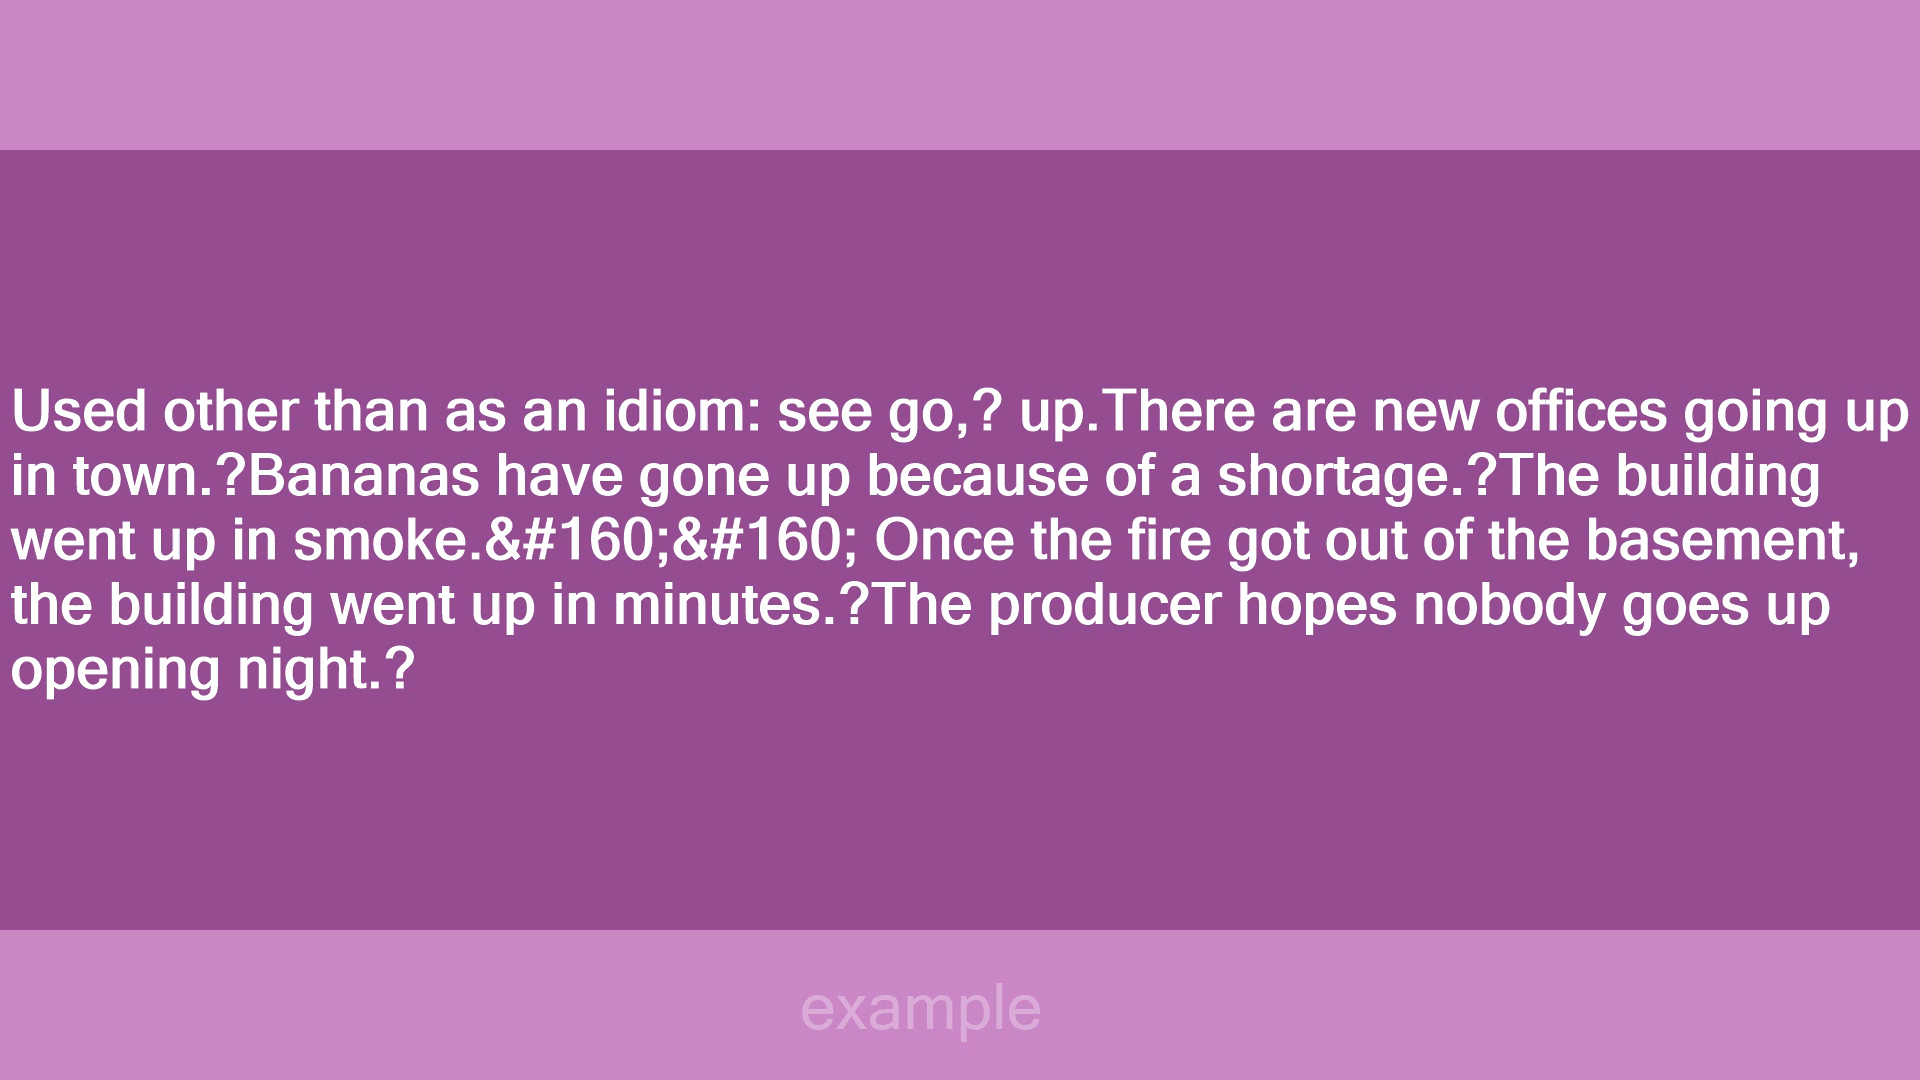 Used other than as an idiom: see go,? up.There are new offices going up
in town.?Bananas have gone up because of a shortage.?The building
went up in smoke.&#160;&#160; Once the fire got out of the basement,
the building went up in minutes.?The producer hopes nobody goes up
opening night.?
example